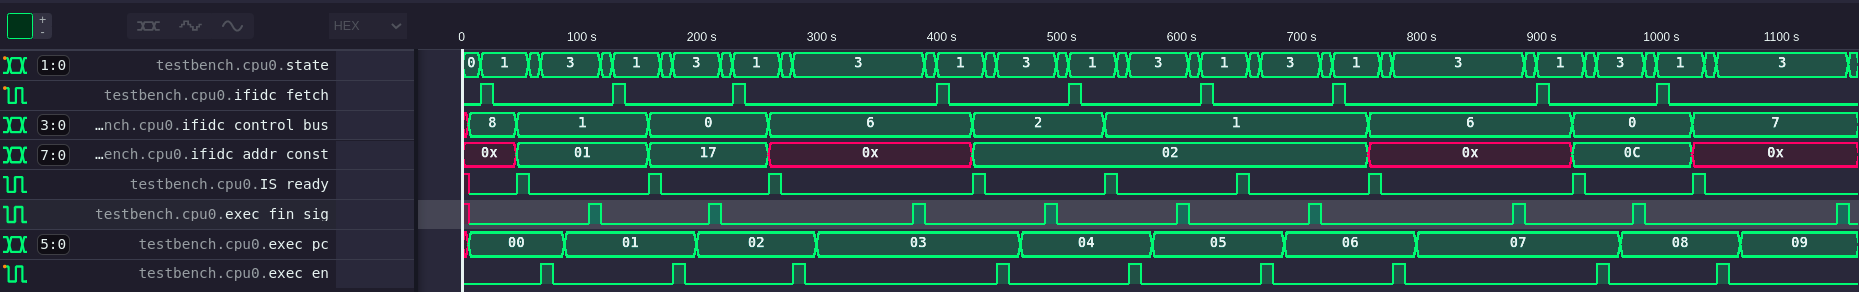 +
-
HEX
0 100 s 200 s 300 s 400 s 500 s 600 s 700 s 800 s 900 s 1000 s 1100 s
1:0 testbench.cpu0.state 0 1 3 1 3 1 3 1 3 1 3 1 3 1 3 1 3 1 3
testbench.cpu0.ifidc fetch
3:0 …nch.cpu0.ifidc control bus 8 1 0 6 2 1 6 0 7
7:0 …ench.cpu0.ifidc addr const 0x 01 17 0x 02 0x 0C 0x
testbench.cpu0.IS ready
testbench.cpu0.exec fin sig
5:0 testbench.cpu0.exec pc 00 01 02 03 04 05 06 07 08 09
testbench.cpu0.exec en